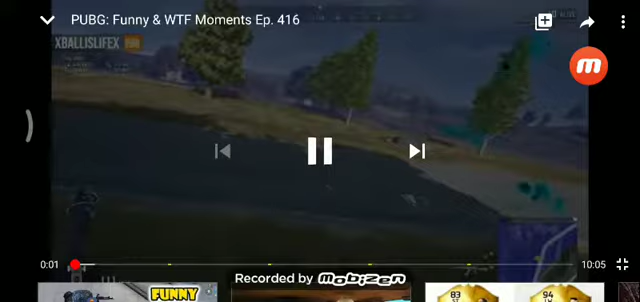 PUBG: Funny & WTF Moments Ep. 416
XBALLISLIFEX
0:01
10:05
Recorded by Mobizen
FUNNY
83
94